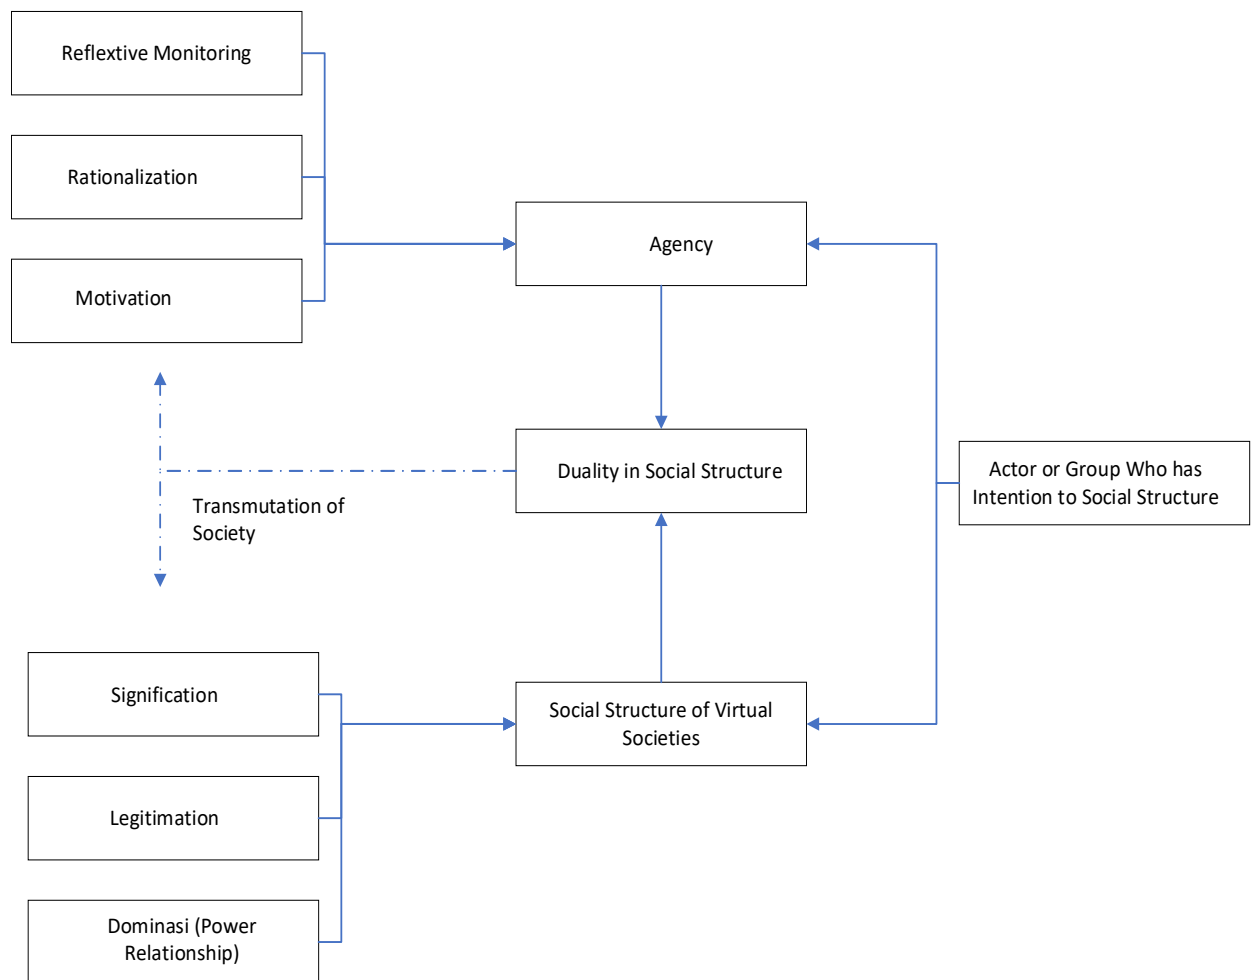 Reflextive Monitoring
Rationalization
Motivation
Agency
Duality in Social Structure
Actor or Group Who has
Intention to Social Structure
Transmutation of
Society
Signification
Social Structure of Virtual
Societies
Legitimation
Dominasi (Power
Relationship)